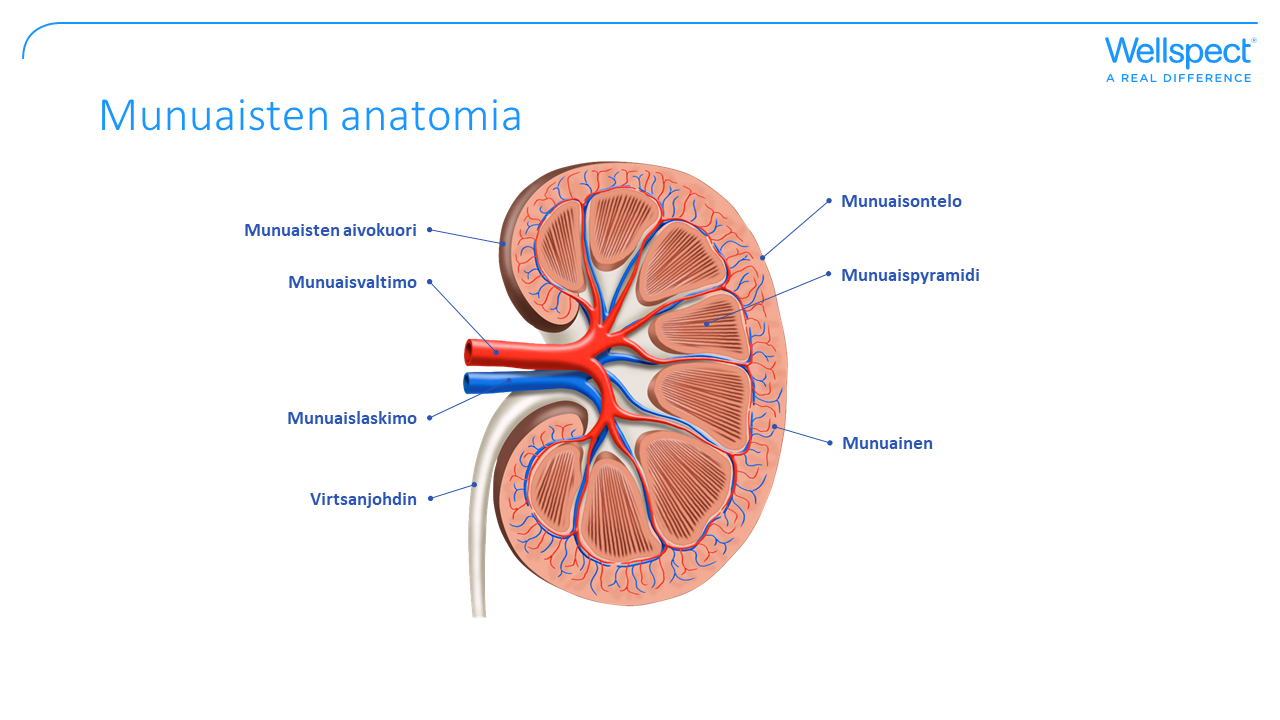 Wellspect®
A REAL DIFFERENCE
Munuaisten anatomia
Munuaisten aivokuori
Munuaisvaltimo
Munuaislaskimo
Virtsanjohdin
Munuaisontelo
Munuaispyramidi
Munuainen